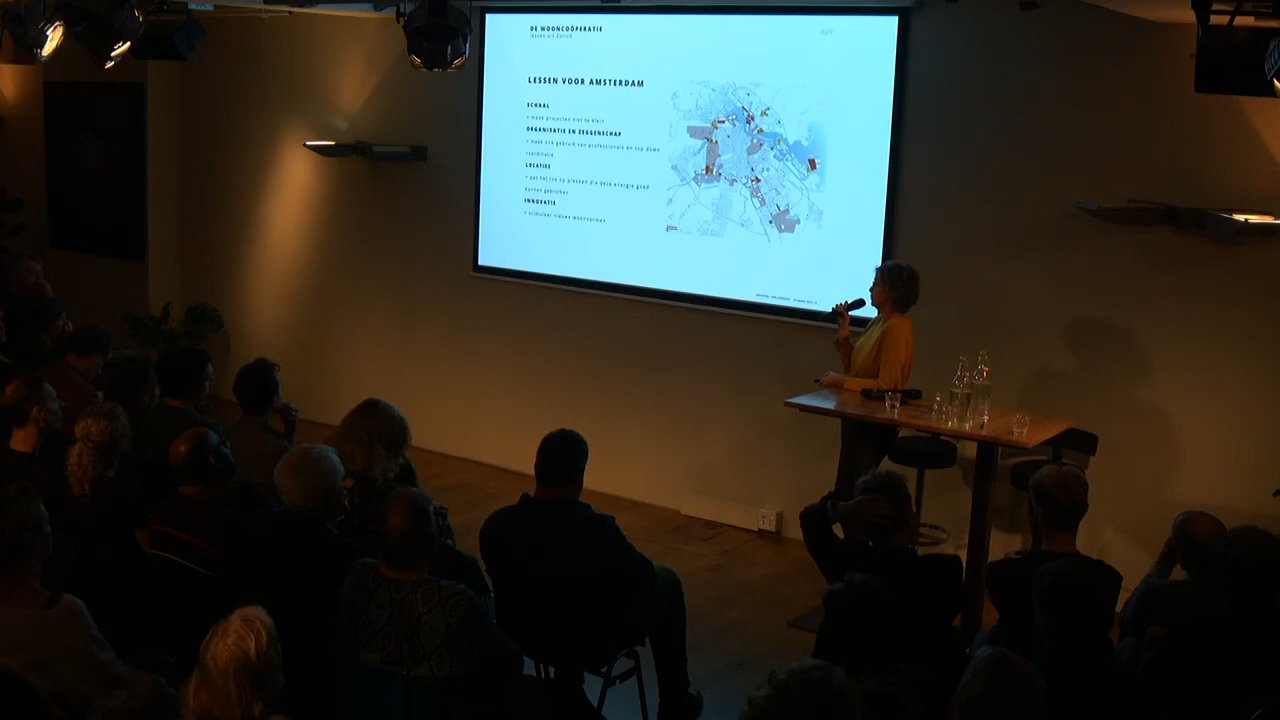 DE WOONCOÖPERATIE
lessen uit Zürich
LESSEN VOOR AMSTERDAM
SCHAAL
+ maak projecten niet te klein
ORGANISATIE EN ZEGGENSCHAP
+ maak ook gebruik van professionals en top down
coördinatie
LOCATIES
+ pas het toe op plekken die deze energie goed
kunnen gebruiken
INNOVATIE
+ stimuleer nieuwe woonvormen